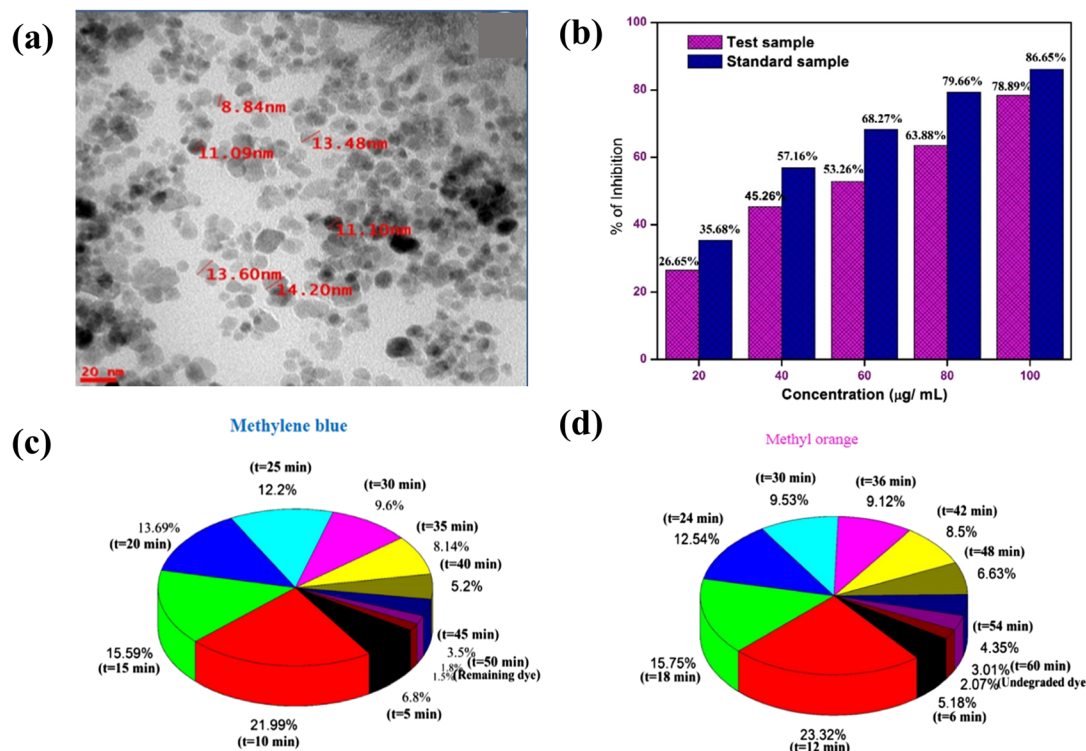 (a)
8.84nm
13.48nm
11.09nm
11.10nm
13.60nm
14.20nm
20 nm
(b)
Test sample
Standard sample
% of Inhibition
100
80
60
40
20
0
26.65%
35.68%
45.26%
57.16%
53.26%
68.27%
63.88%
79.66%
78.89%
86.65%
20
40
60
80
100
Concentration (μg/ mL)
(c)
Methylene blue
(t=25 min)
12.2%
(t=30 min)
9.6%
(t=35 min)
8.14%
(t=40 min)
5.2%
(t=45 min)
3.5%
(t=50 min)
1.8%
(Remaining dye)
1.5%
6.8%
(t=5 min)
21.99%
(t=10 min)
15.59%
(t=15 min)
13.69%
(t=20 min)
(d)
Methyl orange
(t=30 min)
9.53%
(t=36 min)
9.12%
(t=42 min)
8.5%
(t=48 min)
6.63%
(t=54 min)
4.35%
(t=60 min)
3.01%
(Undegraded dye
2.07%
5.18%
(t=6 min)
23.32%
(t=12 min)
15.75%
(t=18 min)
(t=24 min)
12.54%